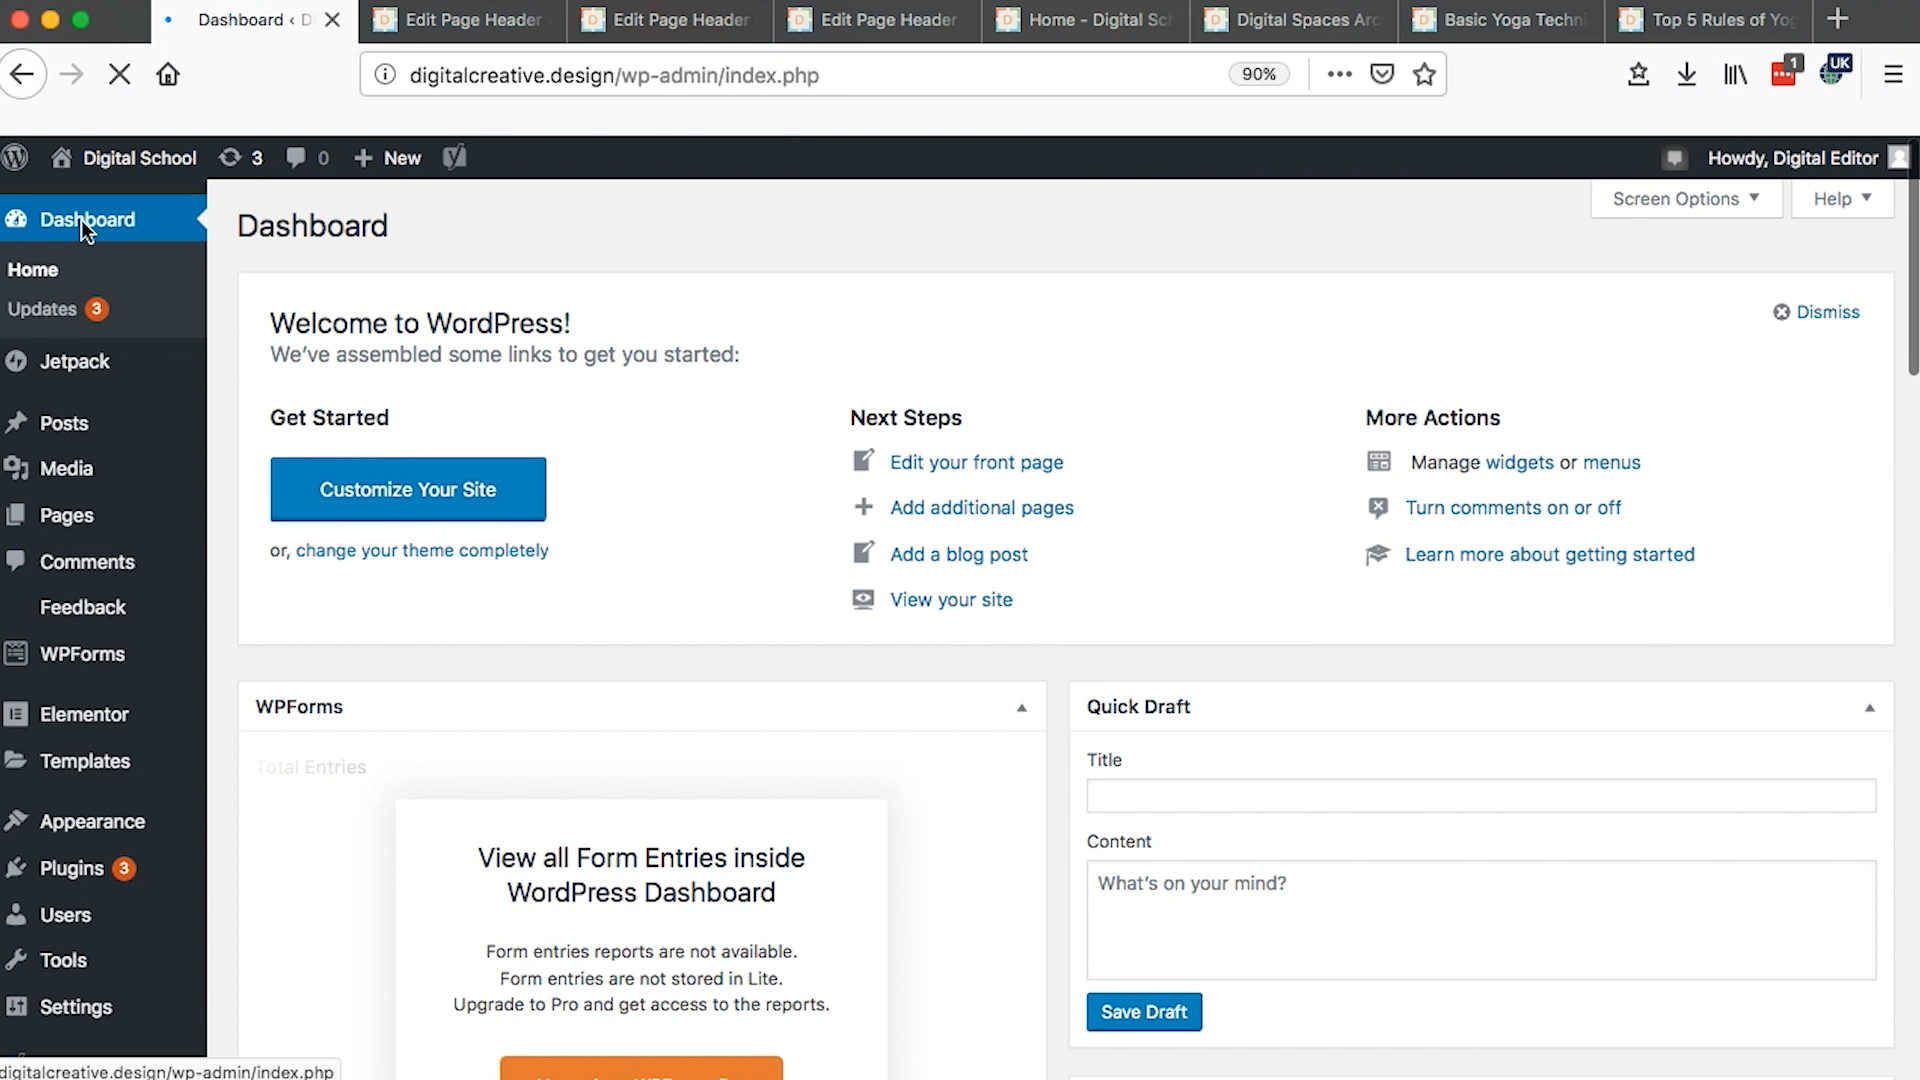 Dashboard ‹ D
Edit Page Header
Edit Page Header
Edit Page Header
Home - Digital Sc
Digital Spaces Arc
Basic Yoga Techni
Top 5 Rules of Yo
digitalcreative.design/wp-admin/index.php
90%
1
UK
Digital School
3
0
New
Howdy, Digital Editor
Dashboard
Home
Updates 3
Jetpack
Posts
Media
Pages
Comments
Feedback
WPForms
Elementor
Templates
Appearance
Plugins 3
Users
Tools
Settings
digitalcreative.design/wp-admin/index.php
Screen Options
Help
Dashboard
Welcome to WordPress!
We’ve assembled some links to get you started:
Dismiss
Get Started
Customize Your Site
or, change your theme completely
Next Steps
Edit your front page
Add additional pages
Add a blog post
View your site
More Actions
Manage widgets or menus
Turn comments on or off
Learn more about getting started
WPForms
Total Entries
View all Form Entries inside
WordPress Dashboard
Form entries reports are not available.
Form entries are not stored in Lite.
Upgrade to Pro and get access to the reports.
Quick Draft
Title
Content
What’s on your mind?
Save Draft